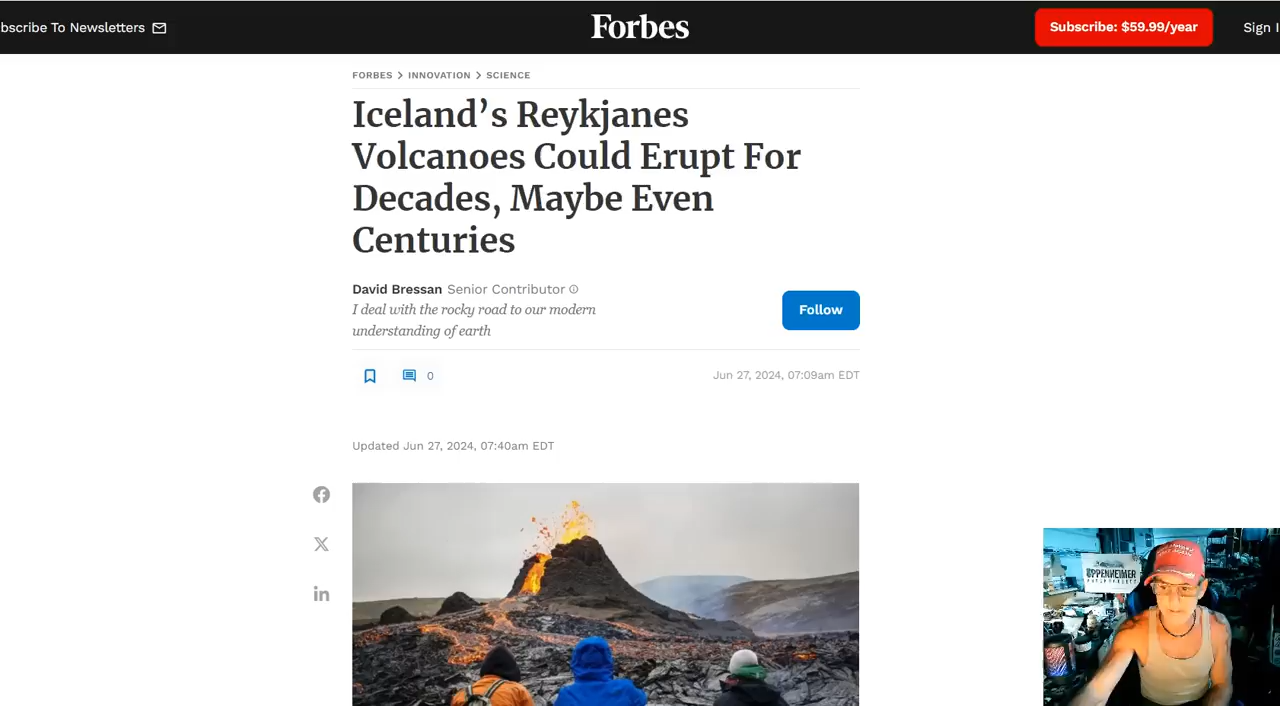 bscribe To Newsletters
Forbes
Subscribe: $59.99/year
Sign I
FORBES > INNOVATION > SCIENCE
Iceland’s Reykjanes
Volcanoes Could Erupt For
Decades, Maybe Even
Centuries
David Bressan Senior Contributor
I deal with the rocky road to our modern
understanding of earth
Follow
0
Jun 27, 2024, 07:09am EDT
Updated Jun 27, 2024, 07:40am EDT
OPPENHEIMER